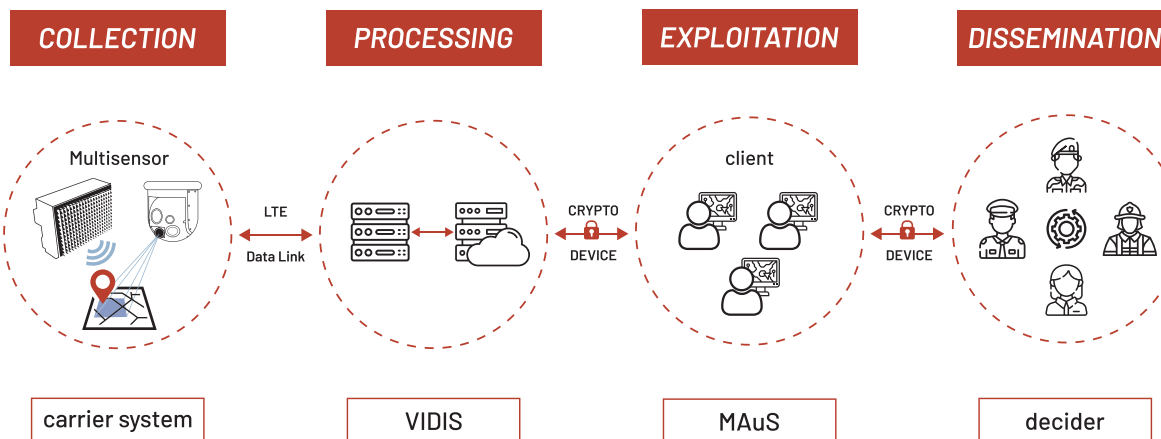 COLLECTION
PROCESSING
EXPLOITATION
DISSEMINATION
Multisensor
client
LTE
Data Link
CRYPTO
DEVICE
CRYPTO
DEVICE
carrier system
VIDIS
MAuS
decider